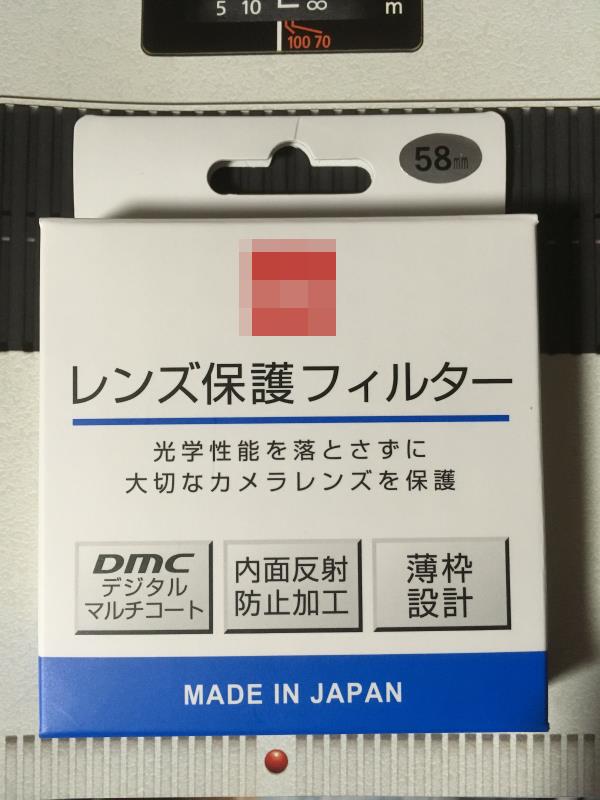 5 10 ∞ m
100 70
58mm
レンズ保護フィルター
光学性能を落とさずに
大切なカメラレンズを保護
DMC
デジタル
マルチコート
内面反射
防止加工
薄枠
設計
MADE IN JAPAN